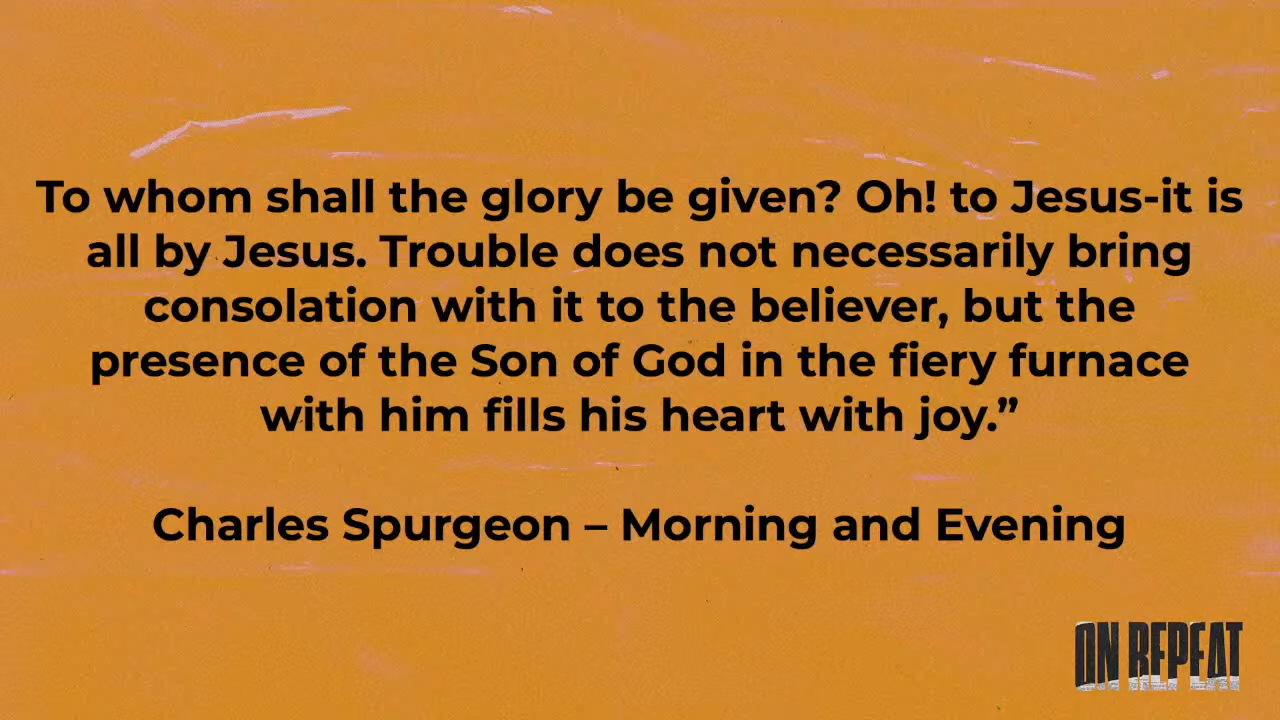 To whom shall the glory be given? Oh! to Jesus-it is
all by Jesus. Trouble does not necessarily bring
consolation with it to the believer, but the
presence of the Son of God in the fiery furnace
with him fills his heart with joy.”
Charles Spurgeon – Morning and Evening
ON REPEAT